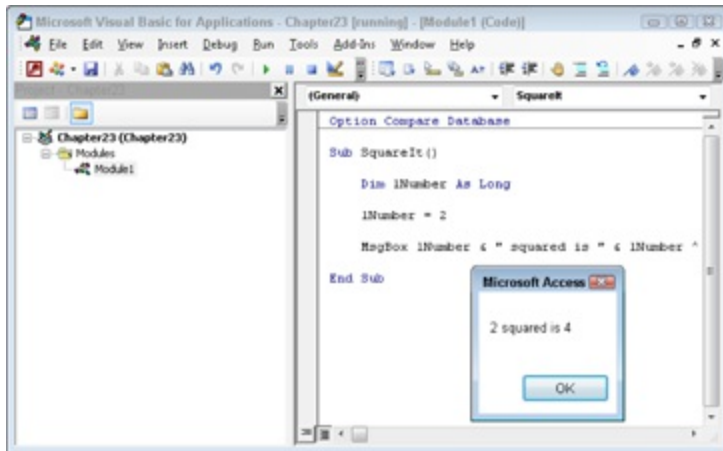 Microsoft Visual Basic for Applications - Chapter23 [running] - [Module1 (Code)]
File Edit View Insert Debug Run Tools Add-Ins Window Help
Project - Chapter23
Chapter23 (Chapter23)
Modules
Module1
(General)
SquareIt
Option Compare Database
Sub SquareIt()
Dim lNumber As Long
lNumber = 2
MsgBox lNumber & " squared is " & lNumber ^
End Sub
Microsoft Access
2 squared is 4
OK